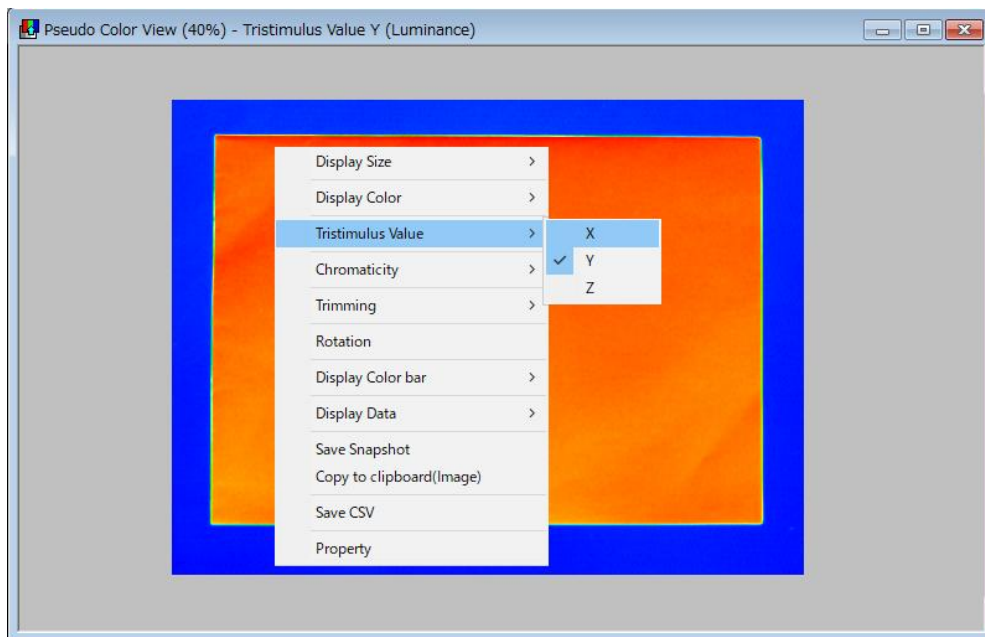 Pseudo Color View (40%) - Tristimulus Value Y (Luminance)
Display Size
Display Color
Tristimulus Value
X
Y
Z
Chromaticity
Trimming
Rotation
Display Color bar
Display Data
Save Snapshot
Copy to clipboard(Image)
Save CSV
Property